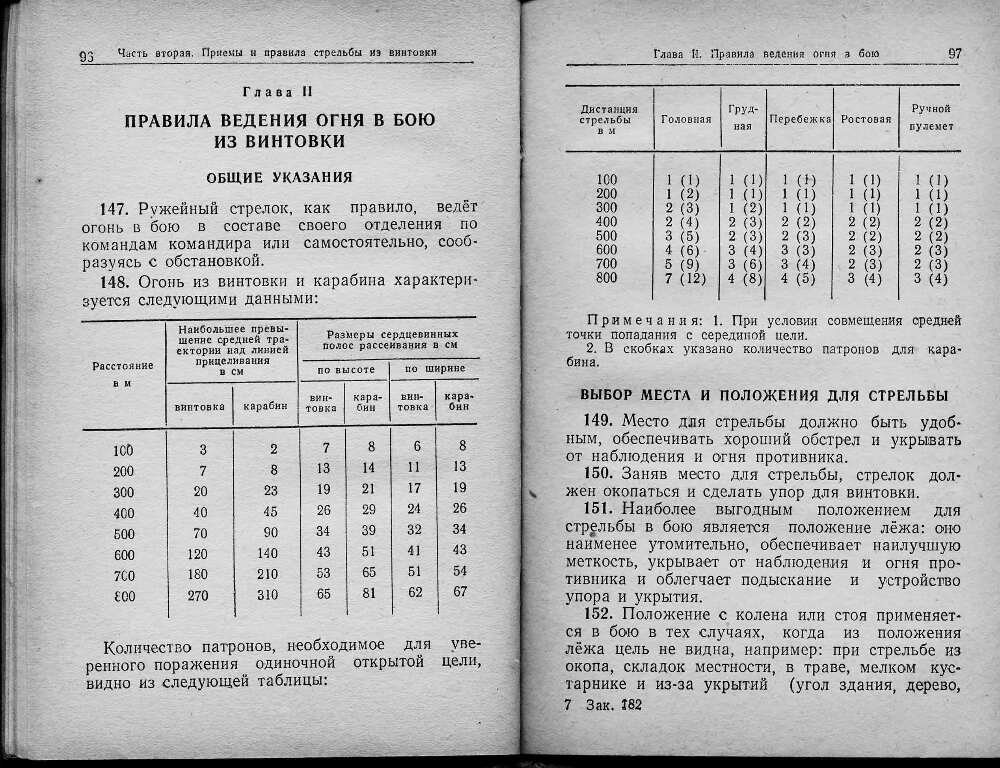 96 Часть вторая. Приемы и правила стрельбы из винтовки
Глава II
ПРАВИЛА ВЕДЕНИЯ ОГНЯ В БОЮ
ИЗ ВИНТОВКИ
ОБЩИЕ УКАЗАНИЯ
147. Ружейный стрелок, как правило, ведёт
огонь в бою в составе своего отделения по
командам командира или самостоятельно, сооб-
разуясь с обстановкой.
148. Огонь из винтовки и карабина характери-
зуется следующими данными:
Расстояние
в м
Наибольшее превы-
шение средней тра-
ектории над линией
прицеливания
в см
Размеры сердцевинных
полос рассеивания в см
по высоте по ширине
винтовка карабин вин-
товка кара-
бин вин-
товка кара-
бин
100 3 2 7 8 6 8
200 7 8 13 14 11 13
300 20 23 19 21 17 19
400 40 45 26 29 24 26
500 70 90 34 39 32 34
600 120 140 43 51 41 43
700 180 210 53 65 51 54
800 270 310 65 81 62 67
Количество патронов, необходимое для уве-
ренного поражения одиночной открытой цели,
видно из следующей таблицы:
Глава II. Правила ведения огня в бою 97
Дистанция
стрельбы
в м
Головная
Груд-
ная
Перебежка
Ростовая
Ручной
пулемет
100 1 (1) 1 (1) 1 (1) 1 (1) 1 (1)
200 1 (2) 1 (1) 1 (1) 1 (1) 1 (1)
300 2 (3) 1 (2) 1 (1) 1 (1) 1 (1)
400 2 (4) 2 (3) 2 (2) 2 (2) 2 (2)
500 3 (5) 2 (3) 2 (3) 2 (2) 2 (2)
600 4 (6) 3 (4) 3 (3) 2 (3) 2 (3)
700 5 (9) 3 (6) 3 (4) 2 (3) 2 (3)
800 7 (12) 4 (8) 4 (5) 3 (4) 3 (4)
Примечания: 1. При условии совмещения средней
точки попадания с серединой цели.
2. В скобках указано количество патронов для кара-
бина.
ВЫБОР МЕСТА И ПОЛОЖЕНИЯ ДЛЯ СТРЕЛЬБЫ
149. Место для стрельбы должно быть удоб-
ным, обеспечивать хороший обстрел и укрывать
от наблюдения и огня противника.
150. Заняв место для стрельбы, стрелок дол-
жен окопаться и сделать упор для винтовки.
151. Наиболее выгодным положением для
стрельбы в бою является положение лёжа: оно
наименее утомительно, обеспечивает наилучшую
меткость, укрывает от наблюдения и огня про-
тивника и облегчает подыскание и устройство
упора и укрытия.
152. Положение с колена или стоя применяет-
ся в бою в тех случаях, когда из положения
лёжа цель не видна, например: при стрельбе из
окопа, складок местности, в траве, мелком кус-
тарнике и из-за укрытий (угол здания, дерево,
7 Зак. 182